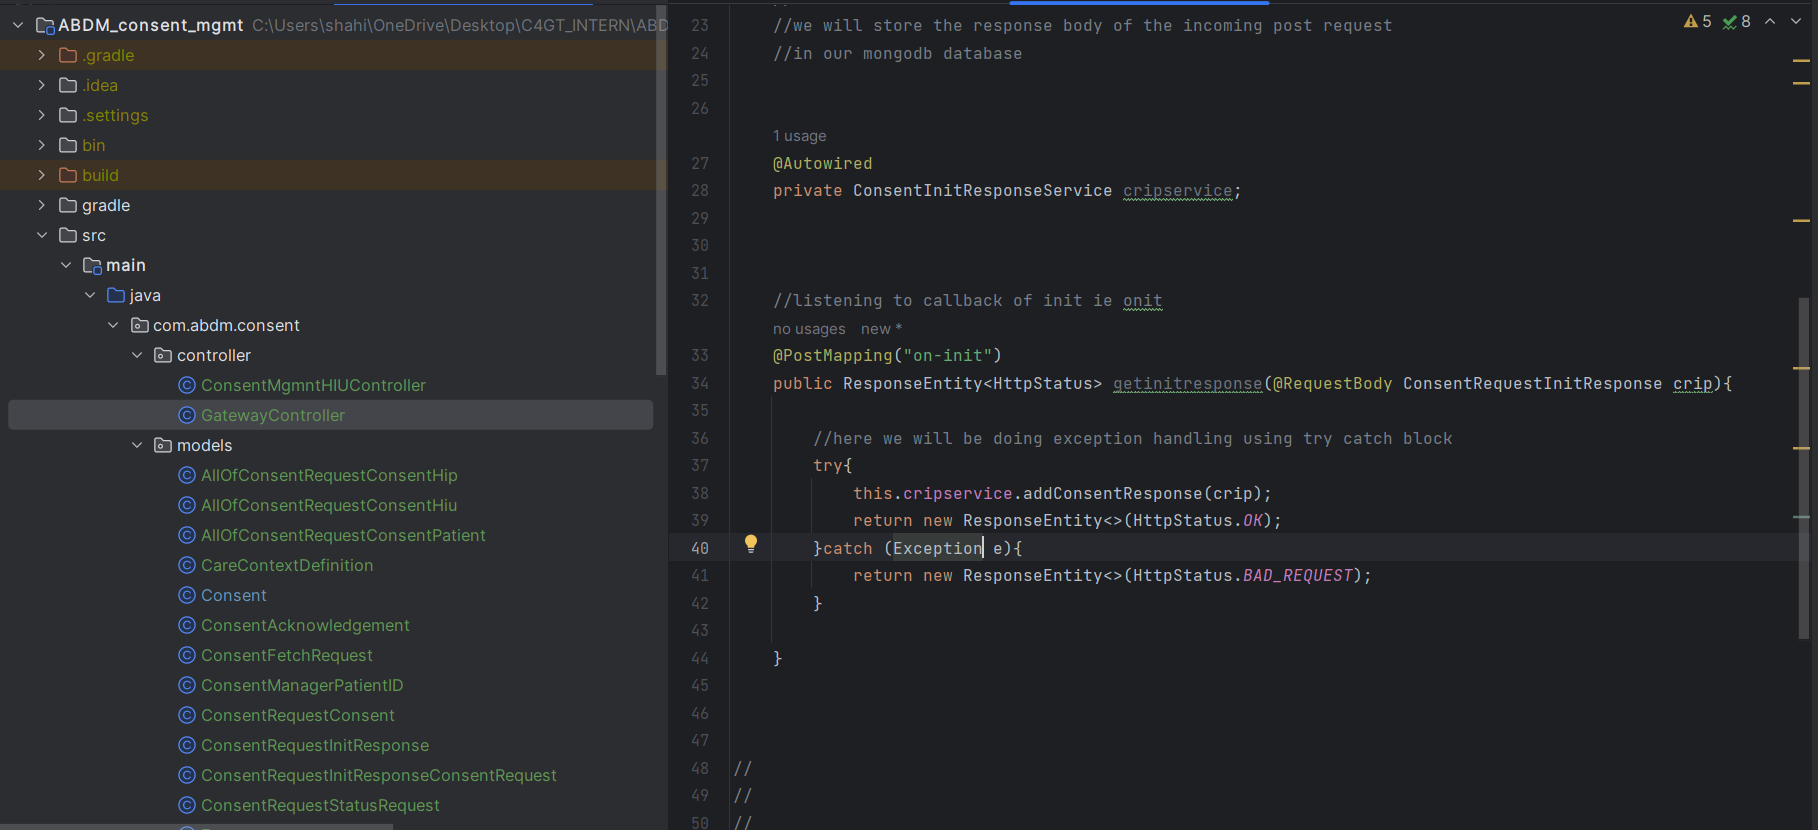 ABDM_consent_mgmt C:\Users\shahi\OneDrive\Desktop\C4GT_INTERN\ABD
.gradle
.idea
.settings
bin
build
gradle
src
main
java
com.abdm.consent
controller
ConsentMgmntHIUController
GatewayController
models
AllOfConsentRequestConsentHip
AllOfConsentRequestConsentHiu
AllOfConsentRequestConsentPatient
CareContextDefinition
Consent
ConsentAcknowledgement
ConsentFetchRequest
ConsentManagerPatientID
ConsentRequestConsent
ConsentRequestInitResponse
ConsentRequestInitResponseConsentRequest
ConsentRequestStatusRequest
5 8
23 //we will store the response body of the incoming post request
24 //in our mongodb database
25
26
1 usage
27 @Autowired
28 private ConsentInitResponseService cripservice;
29
30
31
32 //listening to callback of init ie onit
no usages new *
33 @PostMapping("on-init")
34 public ResponseEntity<HttpStatus> getinitresponse(@RequestBody ConsentRequestInitResponse crip){
35
36 //here we will be doing exception handling using try catch block
37 try{
38 this.cripservice.addConsentResponse(crip);
39 return new ResponseEntity<>(HttpStatus.OK);
40 }catch (Exception e){
41 return new ResponseEntity<>(HttpStatus.BAD_REQUEST);
42 }
43
44 }
45
46
47
48 //
49 //
50 //